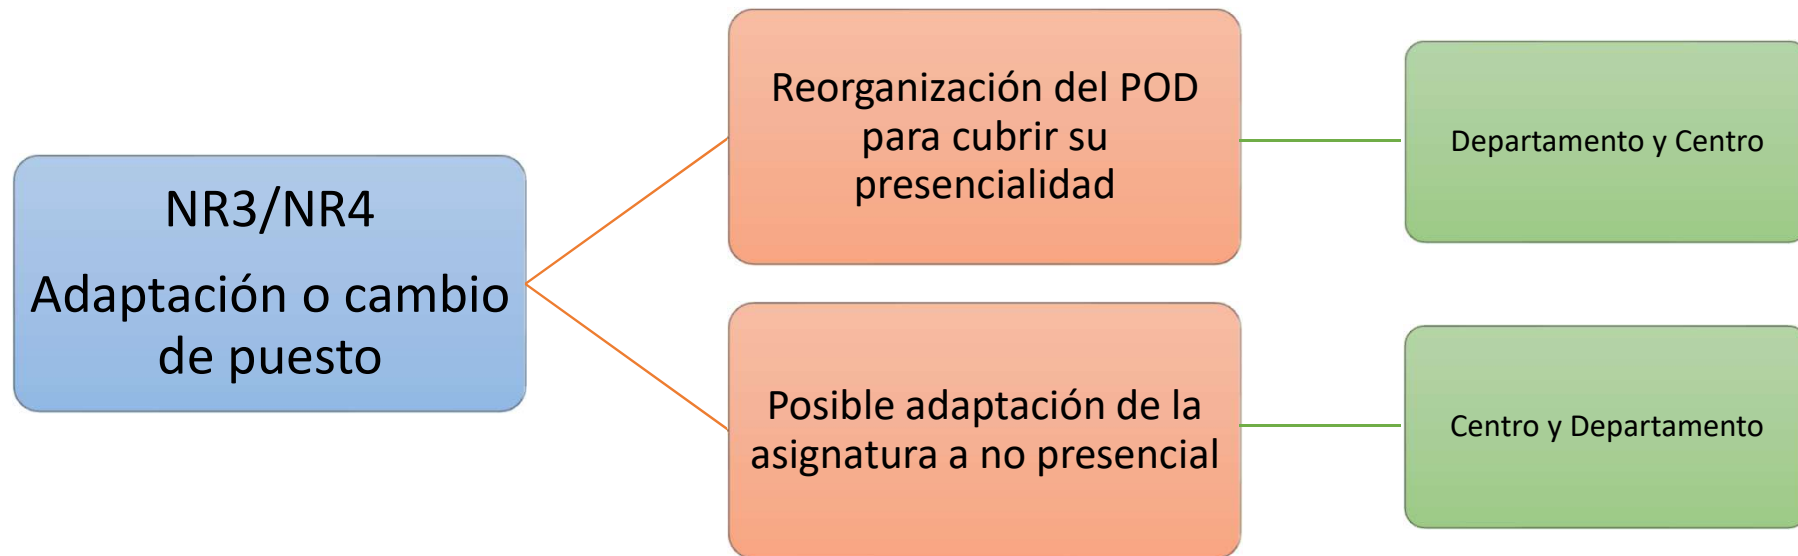 NR3/NR4
Adaptación o cambio
de puesto
Reorganización del POD
para cubrir su
presencialidad
Departamento y Centro
Posible adaptación de la
asignatura a no presencial
Centro y Departamento